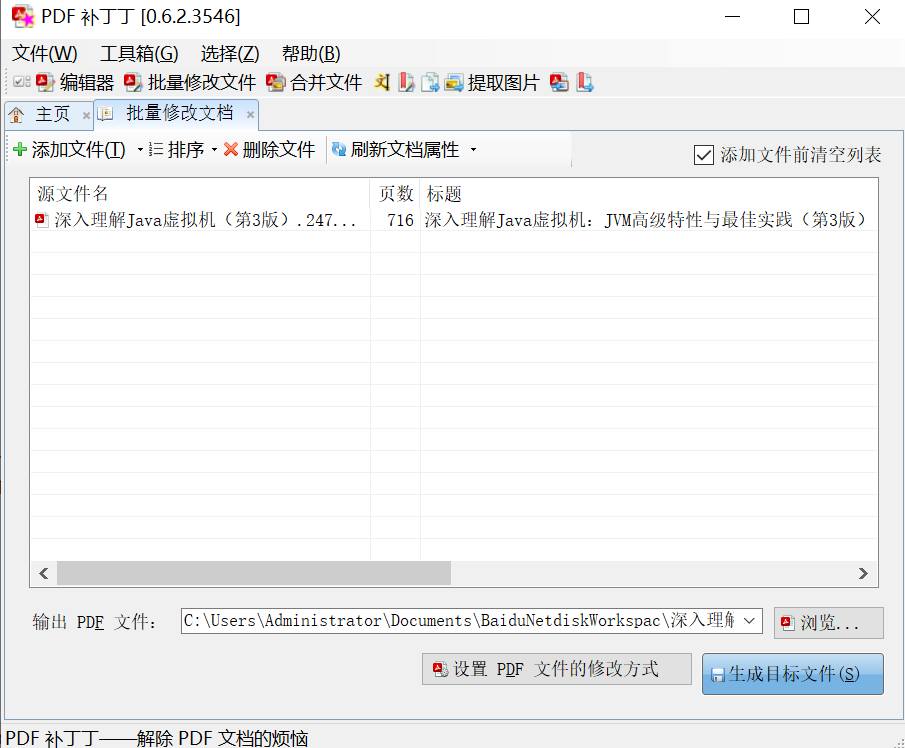 PDF 补丁丁 [0.6.2.3546]
文件(W) 工具箱(G) 选择(Z) 帮助(B)
编辑器 批量修改文件 合并文件 提取图片
主页 批量修改文档
添加文件(I) 排序 删除文件 刷新文档属性 添加文件前清空列表
源文件名 页数 标题
深入理解Java虚拟机（第3版）.247... 716 深入理解Java虚拟机：JVM高级特性与最佳实践（第3版）
输出 PDF 文件： C:\Users\Administrator\Documents\BaiduNetdiskWorkspac\深入理解 浏览...
设置 PDF 文件的修改方式 生成目标文件(S)
PDF 补丁丁——解除 PDF 文档的烦恼